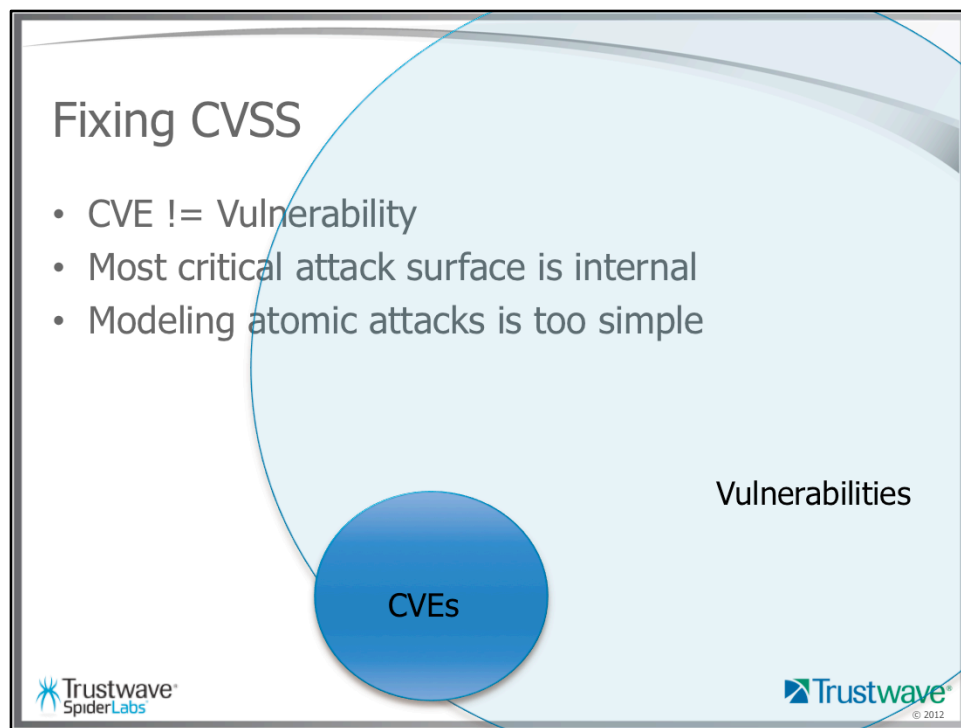 Fixing CVSS
• CVE != Vulnerability
• Most critical attack surface is internal
• Modeling atomic attacks is too simple
Vulnerabilities
CVEs
Trustwave®
SpiderLabs®
Trustwave®
© 2012